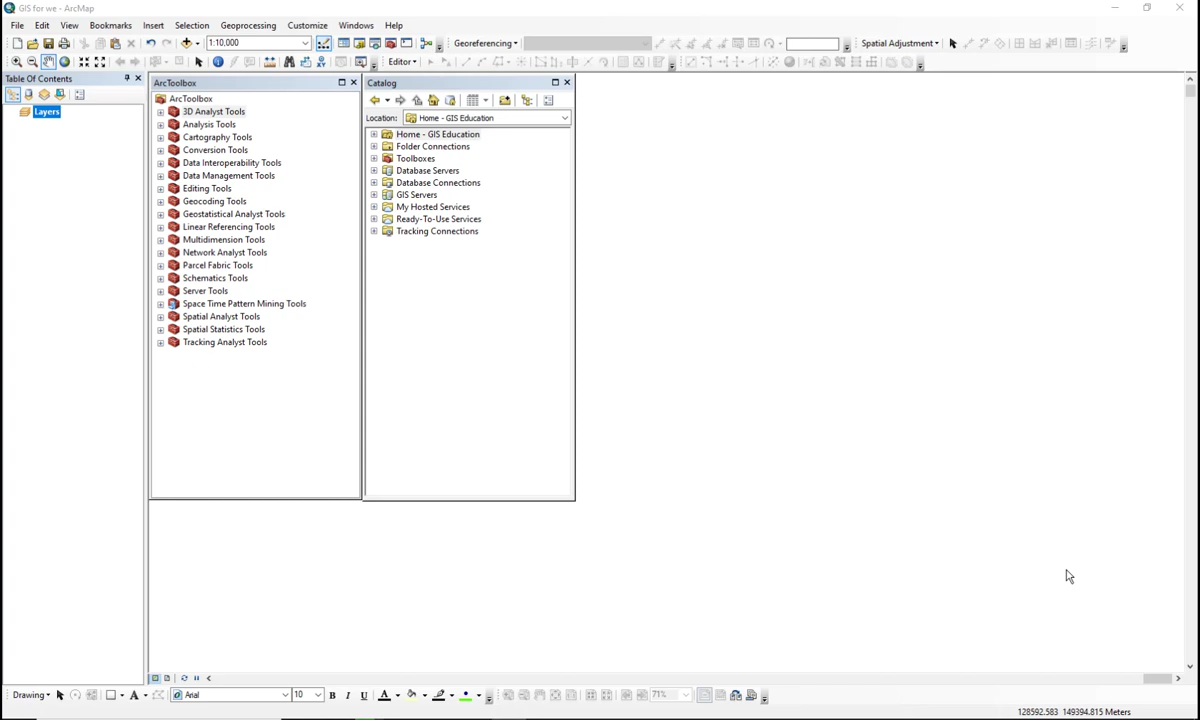 GIS for we - ArcMap
File Edit View Bookmarks Insert Selection Geoprocessing Customize Windows Help
1:10,000 Georeferencing Spatial Adjustment
Editor
Table Of Contents
Layers
ArcToolbox
ArcToolbox
3D Analyst Tools
Analysis Tools
Cartography Tools
Conversion Tools
Data Interoperability Tools
Data Management Tools
Editing Tools
Geocoding Tools
Geostatistical Analyst Tools
Linear Referencing Tools
Multidimension Tools
Network Analyst Tools
Parcel Fabric Tools
Schematics Tools
Server Tools
Space Time Pattern Mining Tools
Spatial Analyst Tools
Spatial Statistics Tools
Tracking Analyst Tools
Catalog
Location: Home - GIS Education
Home - GIS Education
Folder Connections
Toolboxes
Database Servers
Database Connections
GIS Servers
My Hosted Services
Ready-To-Use Services
Tracking Connections
Drawing A Arial 10 B I U A 71%
128592.583 149394.815 Meters